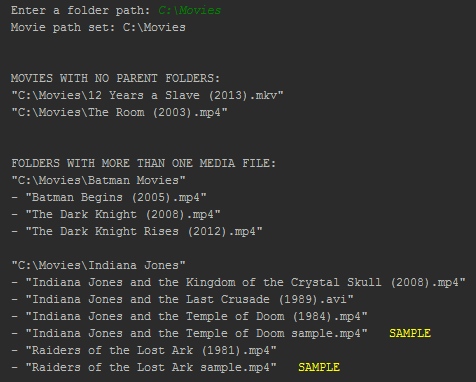 Enter a folder path: C:\Movies
Movie path set: C:\Movies
MOVIES WITH NO PARENT FOLDERS:
"C:\Movies\12 Years a Slave (2013).mkv"
"C:\Movies\The Room (2003).mp4"
FOLDERS WITH MORE THAN ONE MEDIA FILE:
"C:\Movies\Batman Movies"
- "Batman Begins (2005).mp4"
- "The Dark Knight (2008).mp4"
- "The Dark Knight Rises (2012).mp4"
"C:\Movies\Indiana Jones"
- "Indiana Jones and the Kingdom of the Crystal Skull (2008).mp4"
- "Indiana Jones and the Last Crusade (1989).avi"
- "Indiana Jones and the Temple of Doom (1984).mp4"
- "Indiana Jones and the Temple of Doom sample.mp4" SAMPLE
- "Raiders of the Lost Ark (1981).mp4"
- "Raiders of the Lost Ark sample.mp4" SAMPLE